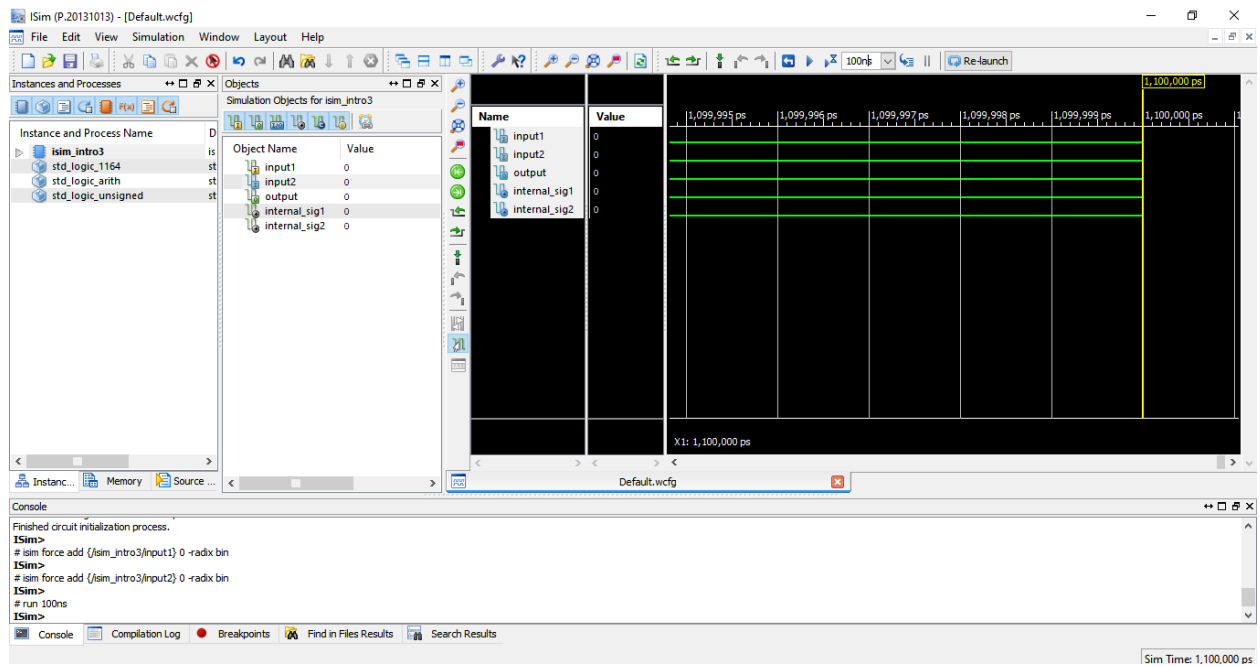 ISim (P.20131013) - [Default.wcfg]
File Edit View Simulation Window Layout Help
100ns
Re-launch
Instances and Processes
Instance and Process Name D
isim_intro3 is
std_logic_1164 st
std_logic_arith st
std_logic_unsigned st
Instanc... Memory Source ...
Objects
Simulation Objects for isim_intro3
Object Name Value
input1 0
input2 0
output 0
internal_sig1 0
internal_sig2 0
Name Value
input1 0
input2 0
output 0
internal_sig1 0
internal_sig2 0
1,100,000 ps
1,099,995 ps 1,099,996 ps 1,099,997 ps 1,099,998 ps 1,099,999 ps 1,100,000 ps 1
X1: 1,100,000 ps
Default.wcfg
Console
Finished circuit initialization process.
ISim>
# isim force add {/isim_intro3/input1} 0 -radix bin
ISim>
# isim force add {/isim_intro3/input2} 0 -radix bin
ISim>
# run 100ns
ISim>
Console Compilation Log Breakpoints Find in Files Results Search Results
Sim Time: 1,100,000 ps